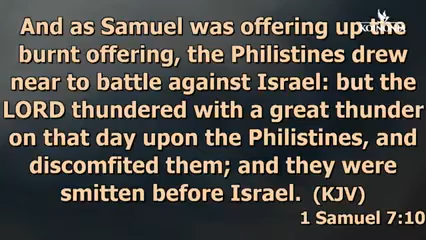 And as Samuel was offering up the
burnt offering, the Philistines drew
near to battle against Israel: but the
LORD thundered with a great thunder
on that day upon the Philistines, and
discomfited them; and they were
smitten before Israel. (KJV)
1 Samuel 7:10